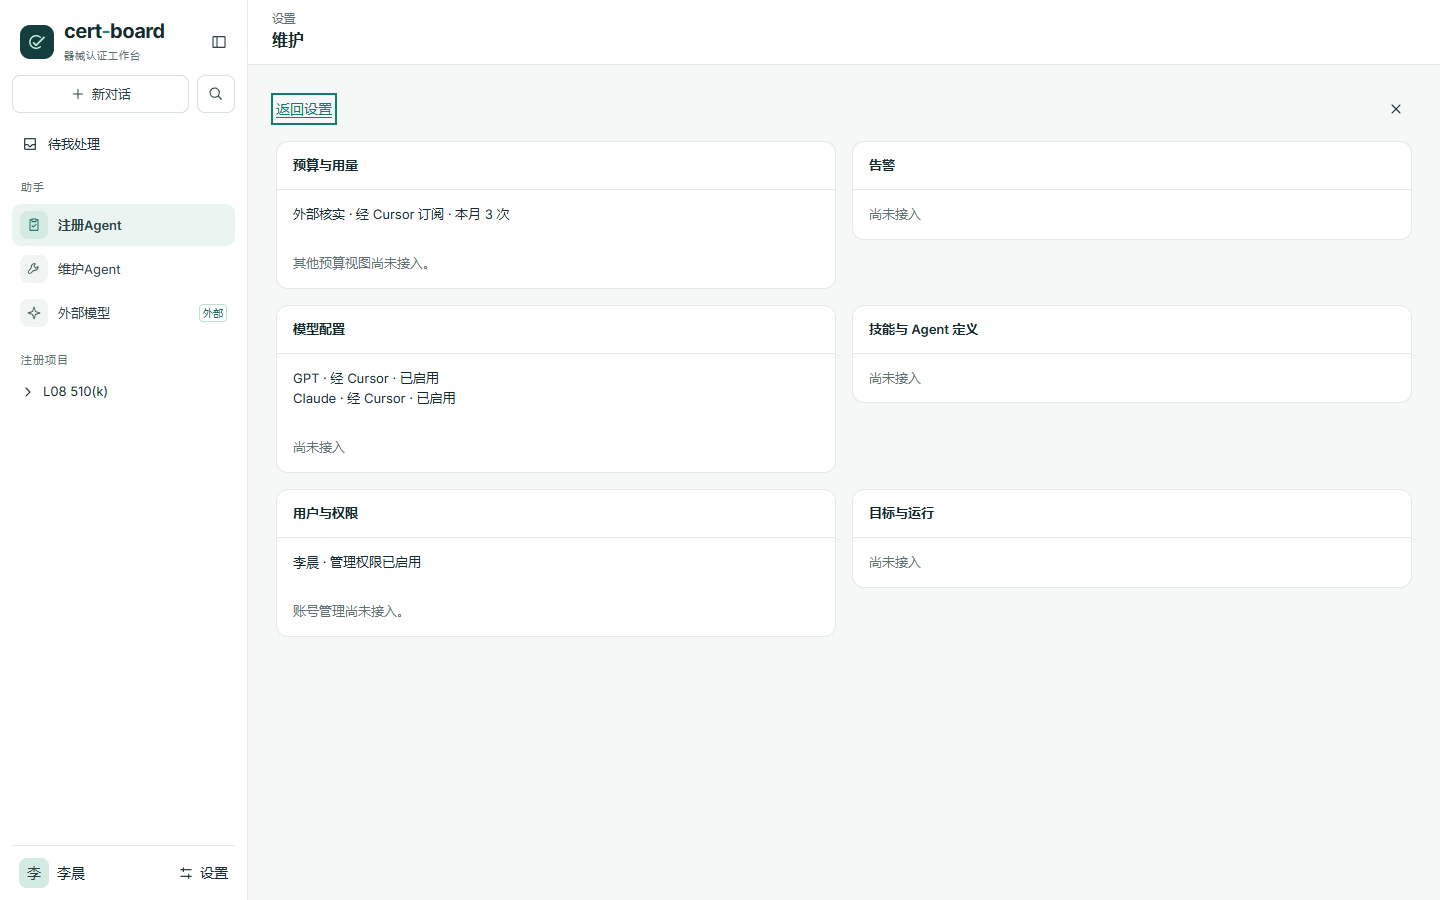 cert-board
器械认证工作台
新对话
待我处理
助手
注册Agent
维护Agent
外部模型
外部
注册项目
L08 510(k)
李
李晨
设置
设置
维护
返回设置
预算与用量
外部核实 · 经 Cursor 订阅 · 本月 3 次
其他预算视图尚未接入。
告警
尚未接入
模型配置
GPT · 经 Cursor · 已启用
Claude · 经 Cursor · 已启用
尚未接入
技能与 Agent 定义
尚未接入
用户与权限
李晨 · 管理权限已启用
账号管理尚未接入。
目标与运行
尚未接入